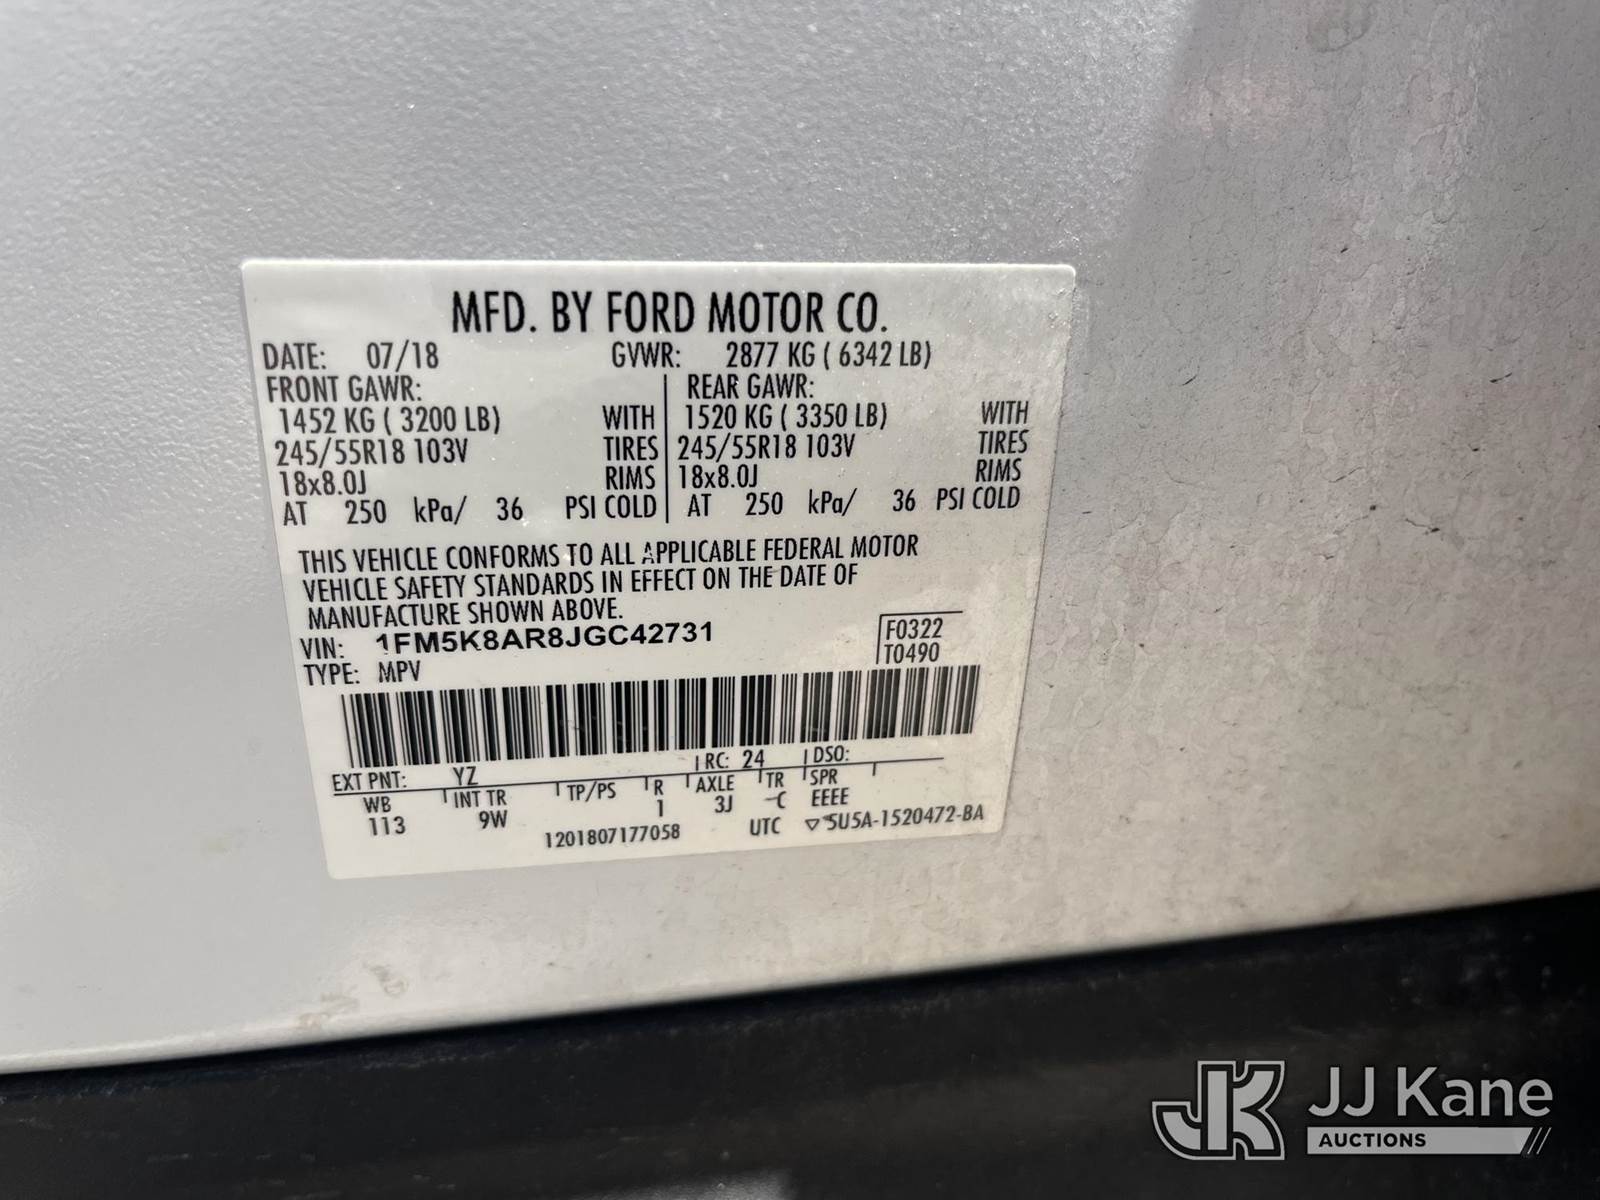 MFD. BY FORD MOTOR CO.
DATE: 07/18 GVWR: 2877 KG ( 6342 LB)
FRONT GAWR: REAR GAWR:
1452 KG ( 3200 LB) WITH 1520 KG ( 3350 LB) WITH
245/55R18 103V TIRES 245/55R18 103V TIRES
18x8.0J RIMS 18x8.0J RIMS
AT 250 kPa/ 36 PSI COLD AT 250 kPa/ 36 PSI COLD
THIS VEHICLE CONFORMS TO ALL APPLICABLE FEDERAL MOTOR
VEHICLE SAFETY STANDARDS IN EFFECT ON THE DATE OF
MANUFACTURE SHOWN ABOVE.
VIN: 1FM5K8AR8JGC42731 F0322
TYPE: MPV T0490
EXT PNT: YZ RC: 24 DSO:
WB INT TR TP/PS R AXLE TR SPR
113 9W 1 3J -C EEEE
1201807177058 UTC ▽ 5U5A-1520472-BA
JK JJ Kane
AUCTIONS